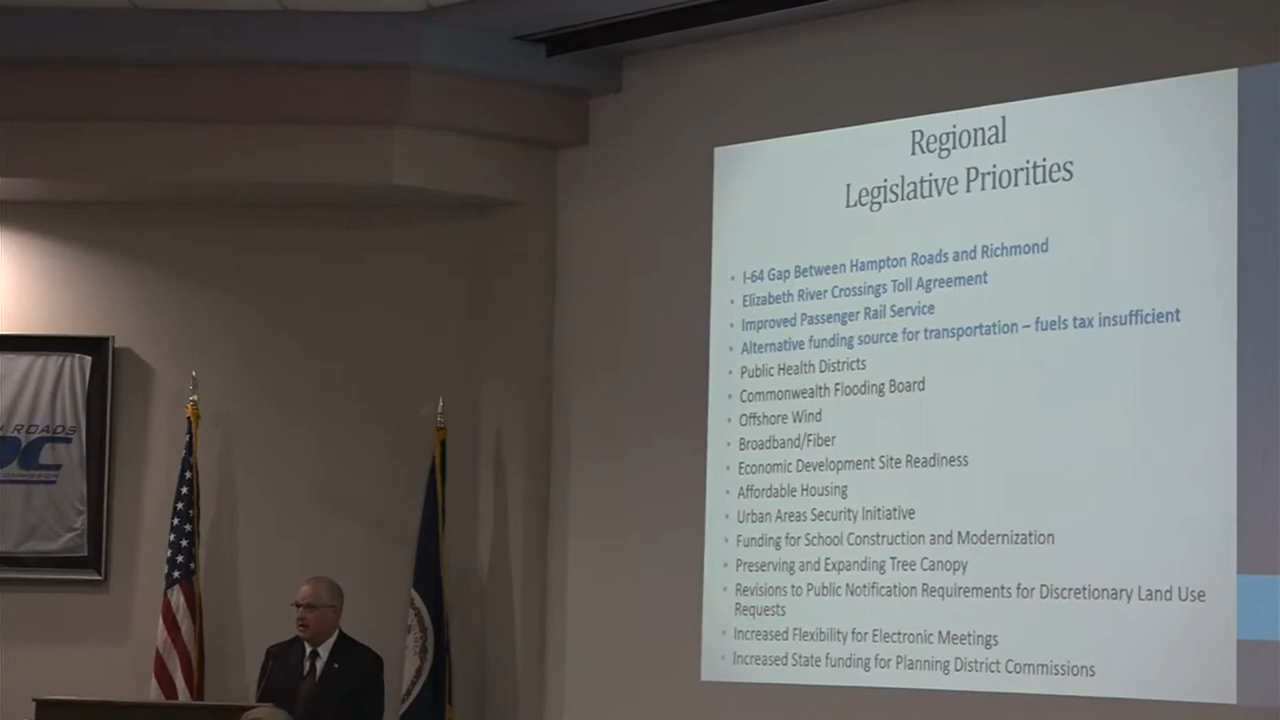 ROADS
Regional
Legislative Priorities
• I-64 Gap Between Hampton Roads and Richmond
• Elizabeth River Crossings Toll Agreement
• Improved Passenger Rail Service
• Alternative funding source for transportation – fuels tax insufficient
• Public Health Districts
• Commonwealth Flooding Board
• Offshore Wind
• Broadband/Fiber
• Economic Development Site Readiness
• Affordable Housing
• Urban Areas Security Initiative
• Funding for School Construction and Modernization
• Preserving and Expanding Tree Canopy
• Revisions to Public Notification Requirements for Discretionary Land Use
Requests
• Increased Flexibility for Electronic Meetings
• Increased State funding for Planning District Commissions